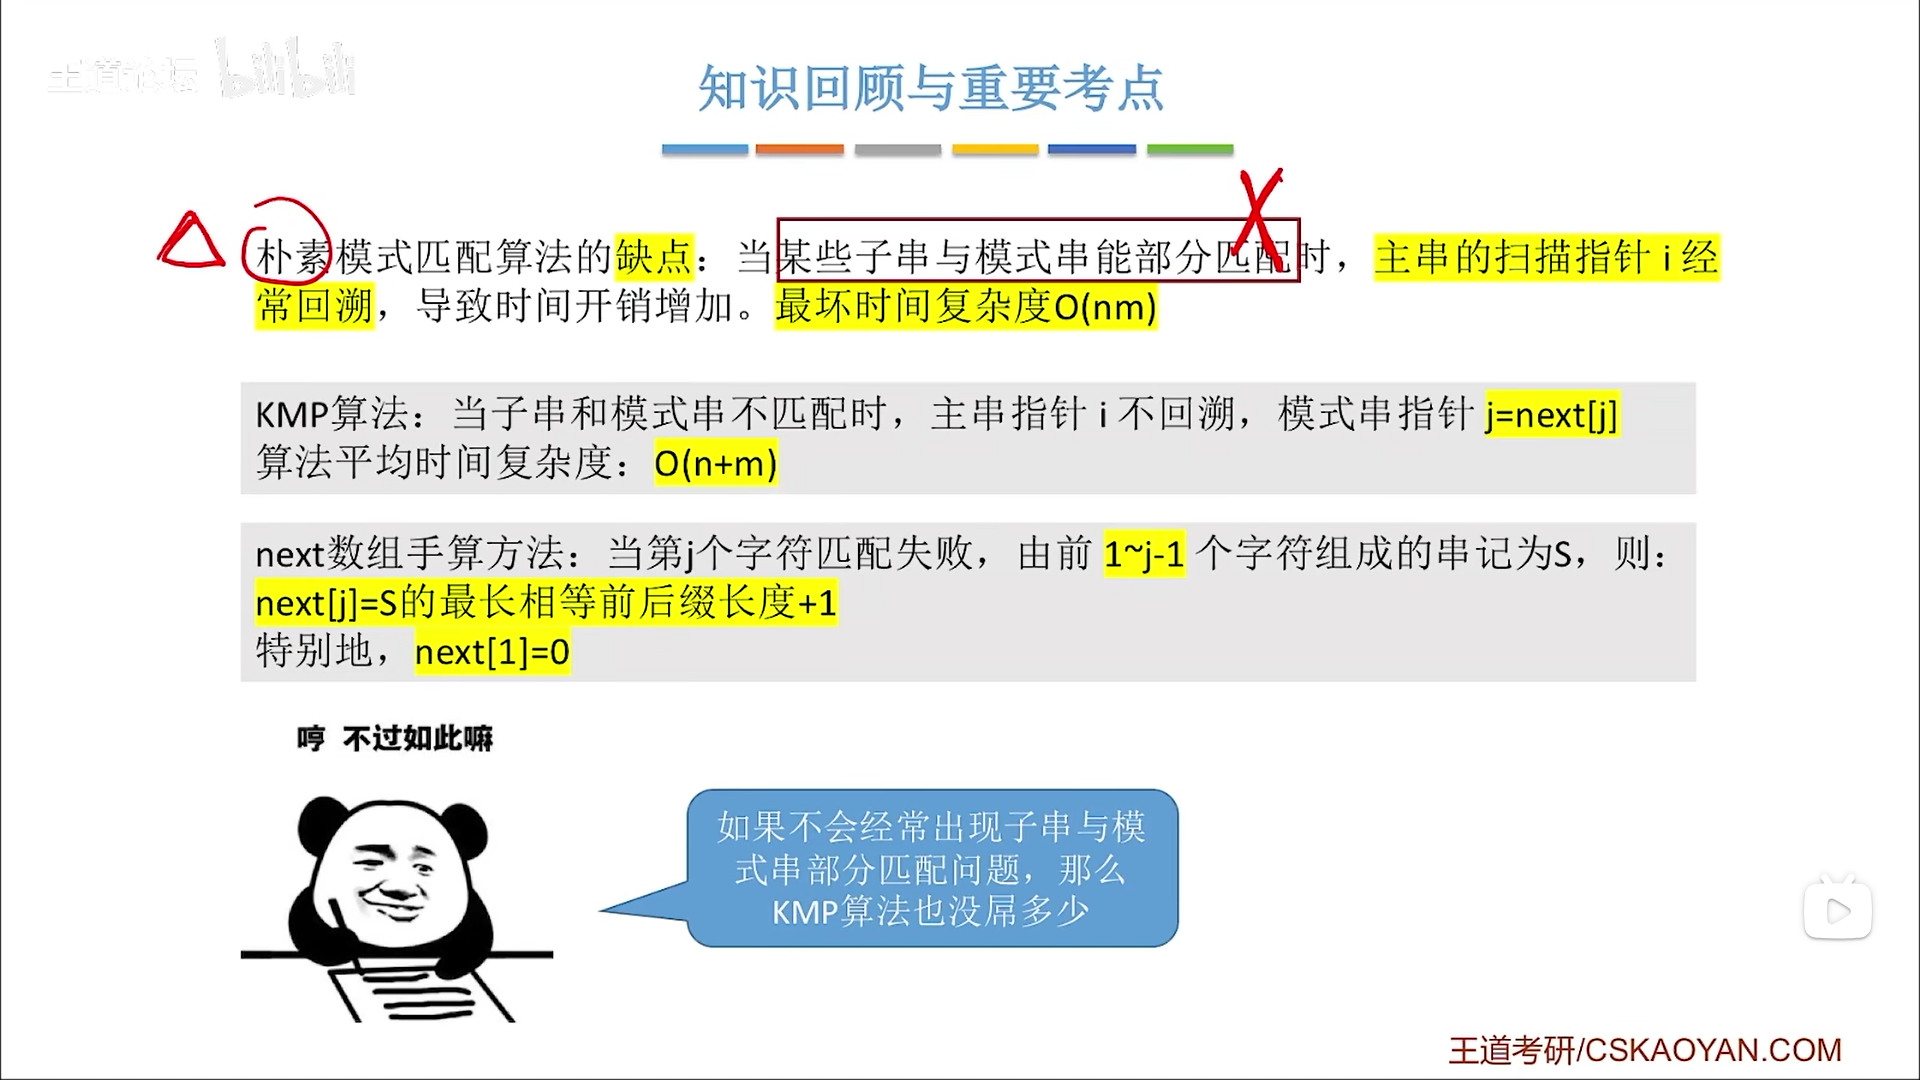 王道论坛 bilibili
知识回顾与重要考点
朴素模式匹配算法的缺点：当某些子串与模式串能部分匹配时，主串的扫描指针 i 经
常回溯，导致时间开销增加。最坏时间复杂度O(nm)
KMP算法：当子串和模式串不匹配时，主串指针 i 不回溯，模式串指针 j=next[j]
算法平均时间复杂度：O(n+m)
next数组手算方法：当第j个字符匹配失败，由前 1~j-1 个字符组成的串记为S，则：
next[j]=S的最长相等前后缀长度+1
特别地，next[1]=0
哼 不过如此嘛
如果不会经常出现子串与模
式串部分匹配问题，那么
KMP算法也没屌多少
王道考研/CSKAOYAN.COM